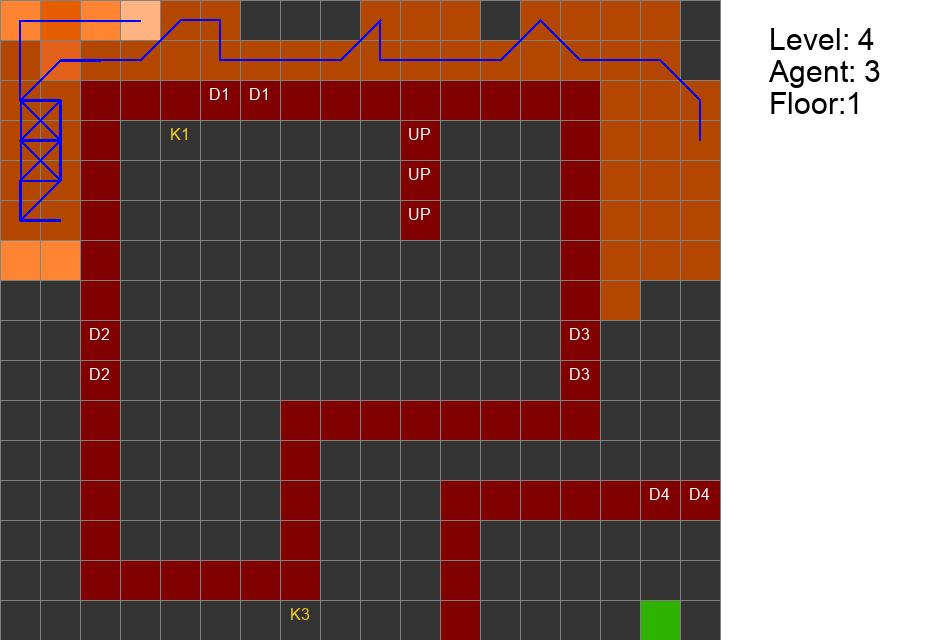 Level: 4
Agent: 3
Floor:1
D1 D1
K1 UP
UP
UP
D2 D3
D2 D3
D4 D4
K3